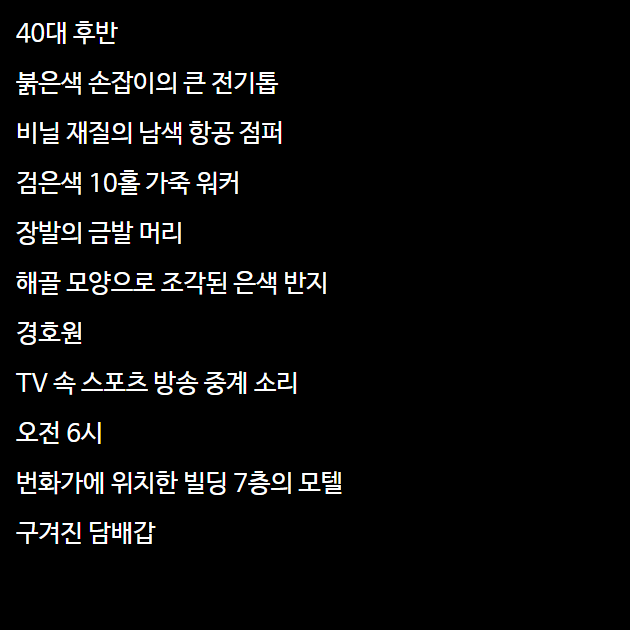 40대 후반
붉은색 손잡이의 큰 전기톱
비닐 재질의 남색 항공 점퍼
검은색 10홀 가죽 워커
장발의 금발 머리
해골 모양으로 조각된 은색 반지
경호원
TV 속 스포츠 방송 중계 소리
오전 6시
번화가에 위치한 빌딩 7층의 모텔
구겨진 담배갑